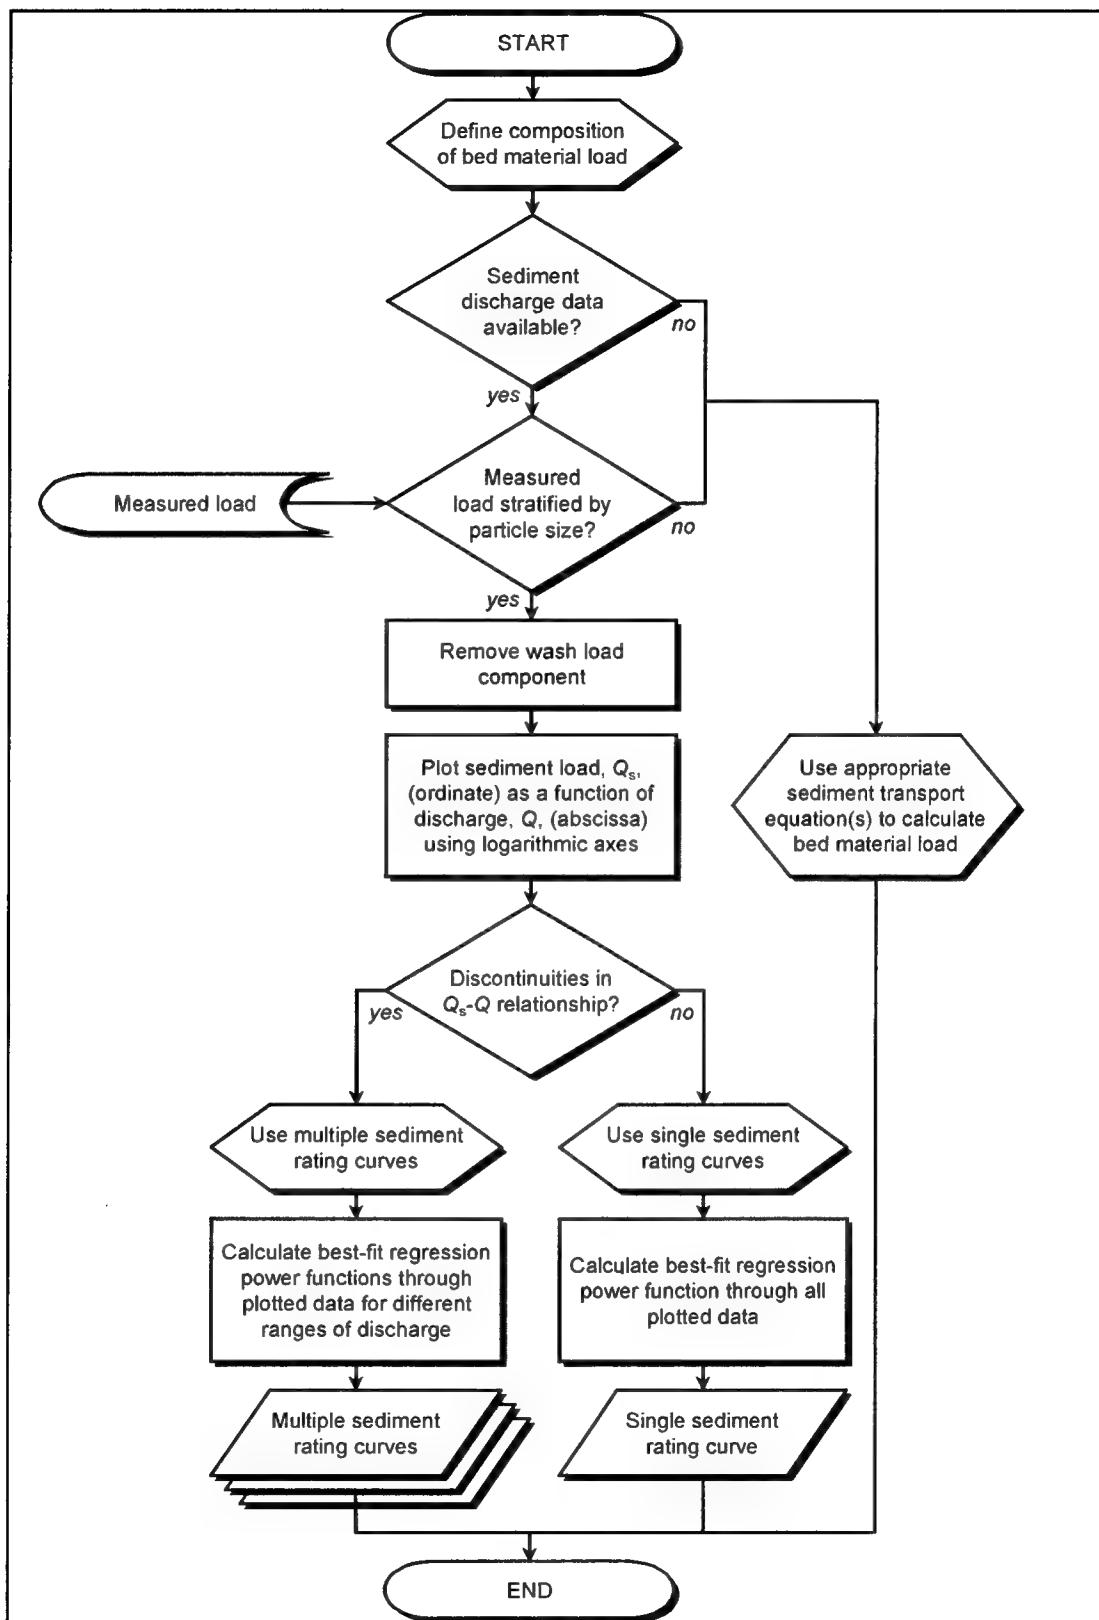 START
Define composition
of bed material load
Sediment
discharge data
available?
no
yes
Measured load
Measured
load stratified by
particle size?
no
yes
Remove wash load
component
Plot sediment load, Qs,
(ordinate) as a function of
discharge, Q, (abscissa)
using logarithmic axes
Use appropriate
sediment transport
equation(s) to calculate
bed material load
Discontinuities in
Qs-Q relationship?
yes
no
Use multiple sediment
rating curves
Use single sediment
rating curves
Calculate best-fit regression
power functions through
plotted data for different
ranges of discharge
Calculate best-fit regression
power function through all
plotted data
Multiple sediment
rating curves
Single sediment
rating curve
END